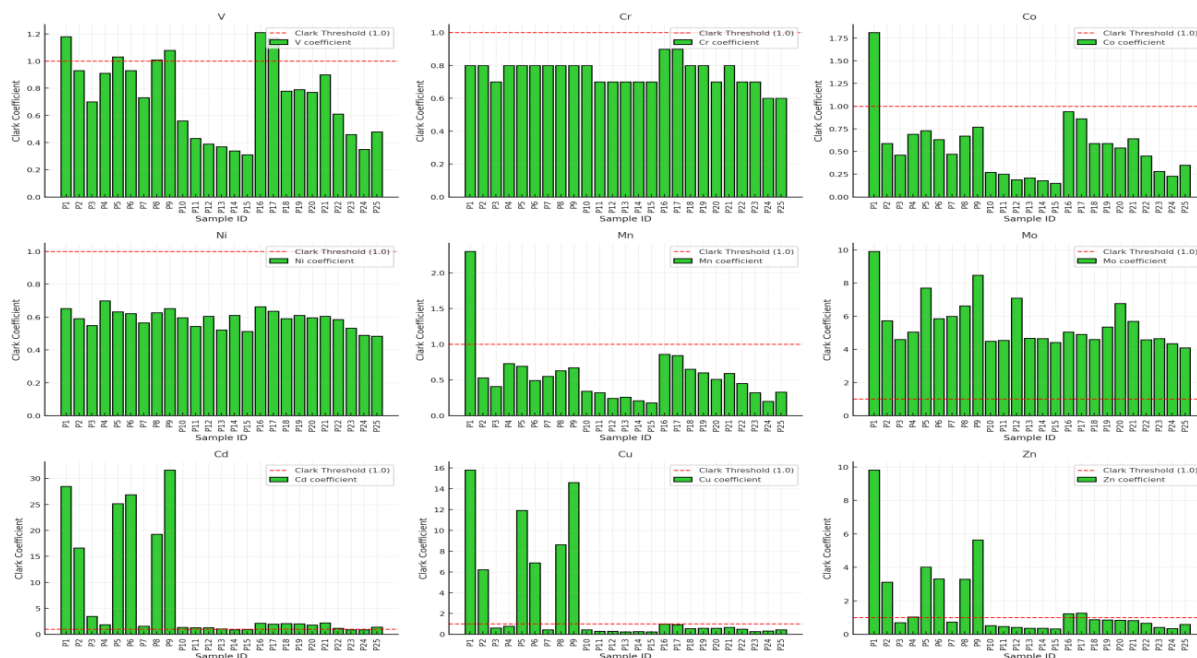 V
Clark Threshold (1.0)
V coefficient
Clark Coefficient
0.0 0.2 0.4 0.6 0.8 1.0 1.2
P1 P2 P3 P4 P5 P6 P7 P8 P9 P10 P11 P12 P13 P14 P15 P16 P17 P18 P19 P20 P21 P22 P23 P24 P25
Sample ID
Cr
Clark Threshold (1.0)
Cr coefficient
Clark Coefficient
0.0 0.2 0.4 0.6 0.8 1.0
P1 P2 P3 P4 P5 P6 P7 P8 P9 P10 P11 P12 P13 P14 P15 P16 P17 P18 P19 P20 P21 P22 P23 P24 P25
Sample ID
Co
Clark Threshold (1.0)
Co coefficient
Clark Coefficient
0.00 0.25 0.50 0.75 1.00 1.25 1.50 1.75
P1 P2 P3 P4 P5 P6 P7 P8 P9 P10 P11 P12 P13 P14 P15 P16 P17 P18 P19 P20 P21 P22 P23 P24 P25
Sample ID
Ni
Clark Threshold (1.0)
Ni coefficient
Clark Coefficient
0.0 0.2 0.4 0.6 0.8 1.0
P1 P2 P3 P4 P5 P6 P7 P8 P9 P10 P11 P12 P13 P14 P15 P16 P17 P18 P19 P20 P21 P22 P23 P24 P25
Sample ID
Mn
Clark Threshold (1.0)
Mn coefficient
Clark Coefficient
0.0 0.5 1.0 1.5 2.0
P1 P2 P3 P4 P5 P6 P7 P8 P9 P10 P11 P12 P13 P14 P15 P16 P17 P18 P19 P20 P21 P22 P23 P24 P25
Sample ID
Mo
Clark Threshold (1.0)
Mo coefficient
Clark Coefficient
0 2 4 6 8 10
P1 P2 P3 P4 P5 P6 P7 P8 P9 P10 P11 P12 P13 P14 P15 P16 P17 P18 P19 P20 P21 P22 P23 P24 P25
Sample ID
Cd
Clark Threshold (1.0)
Cd coefficient
Clark Coefficient
0 5 10 15 20 25 30
P1 P2 P3 P4 P5 P6 P7 P8 P9 P10 P11 P12 P13 P14 P15 P16 P17 P18 P19 P20 P21 P22 P23 P24 P25
Sample ID
Cu
Clark Threshold (1.0)
Cu coefficient
Clark Coefficient
0 2 4 6 8 10 12 14 16
P1 P2 P3 P4 P5 P6 P7 P8 P9 P10 P11 P12 P13 P14 P15 P16 P17 P18 P19 P20 P21 P22 P23 P24 P25
Sample ID
Zn
Clark Threshold (1.0)
Zn coefficient
Clark Coefficient
0 2 4 6 8 10
P1 P2 P3 P4 P5 P6 P7 P8 P9 P10 P11 P12 P13 P14 P15 P16 P17 P18 P19 P20 P21 P22 P23 P24 P25
Sample ID